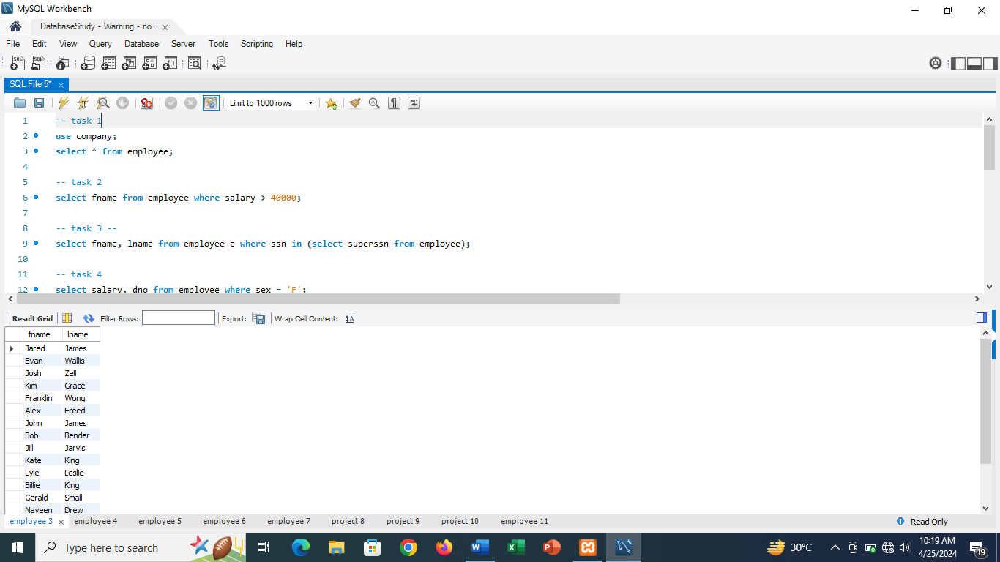 MySQL Workbench
DatabaseStudy - Warning - no...
File Edit View Query Database Server Tools Scripting Help
SQL File 5*
Limit to 1000 rows
1 -- task 1
2 use company;
3 select * from employee;
4
5 -- task 2
6 select fname from employee where salary > 40000;
7
8 -- task 3 --
9 select fname, lname from employee e where ssn in (select superssn from employee);
10
11 -- task 4
12 select salary, dno from employee where sex = 'F';
Result Grid Filter Rows: Export: Wrap Cell Content:
fname lname
Jared James
Evan Wallis
Josh Zell
Kim Grace
Franklin Wong
Alex Freed
John James
Bob Bender
Jill Jarvis
Kate King
Lyle Leslie
Billie King
Gerald Small
Naveen Drew
employee 3 employee 4 employee 5 employee 6 employee 7 project 8 project 9 project 10 employee 11 Read Only
Type here to search
30°C
10:19 AM
4/25/2024
19